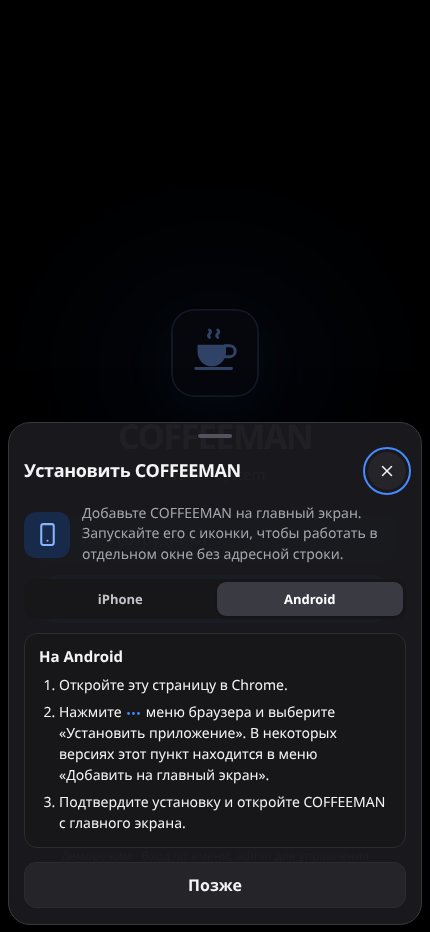 COFFEEMAN
Установить COFFEEMAN
Добавьте COFFEEMAN на главный экран.
Запускайте его с иконки, чтобы работать в
отдельном окне без адресной строки.
iPhone
Android
На Android
1. Откройте эту страницу в Chrome.
2. Нажмите ••• меню браузера и выберите
«Установить приложение». В некоторых
версиях этот пункт находится в меню
«Добавить на главный экран».
3. Подтвердите установку и откройте COFFEEMAN
с главного экрана.
Позже